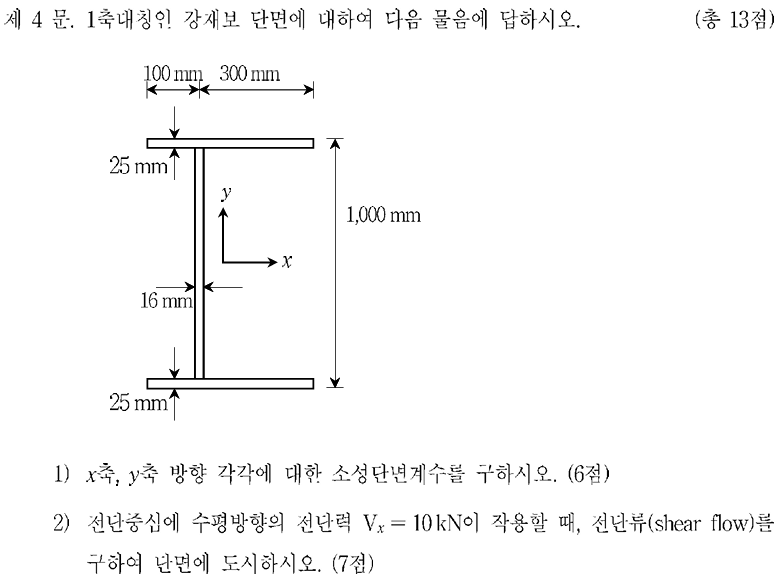 제 4 문. 1축대칭인 강재보 단면에 대하여 다음 물음에 답하시오. (총 13점)
100 mm 300 mm
25 mm
y
1,000 mm
x
16 mm
25 mm
1) x축, y축 방향 각각에 대한 소성단면계수를 구하시오. (6점)
2) 전단중심에 수평방향의 전단력 Vₓ = 10 kN이 작용할 때, 전단류(shear flow)를
구하여 단면에 도시하시오. (7점)